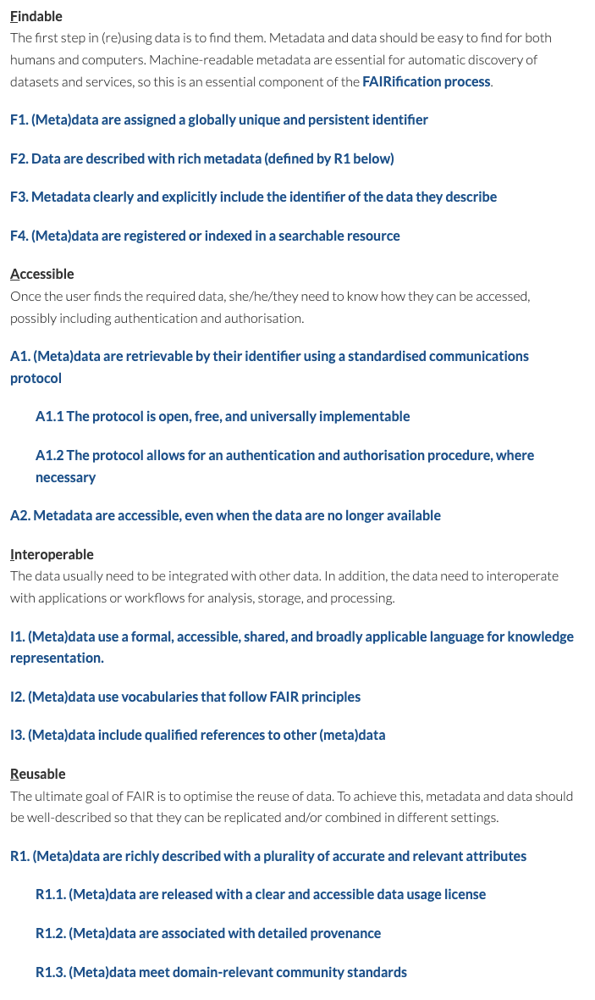 Findable
The first step in (re)using data is to find them. Metadata and data should be easy to find for both
humans and computers. Machine-readable metadata are essential for automatic discovery of
datasets and services, so this is an essential component of the FAIRification process.
F1. (Meta)data are assigned a globally unique and persistent identifier
F2. Data are described with rich metadata (defined by R1 below)
F3. Metadata clearly and explicitly include the identifier of the data they describe
F4. (Meta)data are registered or indexed in a searchable resource
Accessible
Once the user finds the required data, she/he/they need to know how they can be accessed,
possibly including authentication and authorisation.
A1. (Meta)data are retrievable by their identifier using a standardised communications
protocol
A1.1 The protocol is open, free, and universally implementable
A1.2 The protocol allows for an authentication and authorisation procedure, where
necessary
A2. Metadata are accessible, even when the data are no longer available
Interoperable
The data usually need to be integrated with other data. In addition, the data need to interoperate
with applications or workflows for analysis, storage, and processing.
I1. (Meta)data use a formal, accessible, shared, and broadly applicable language for knowledge
representation.
I2. (Meta)data use vocabularies that follow FAIR principles
I3. (Meta)data include qualified references to other (meta)data
Reusable
The ultimate goal of FAIR is to optimise the reuse of data. To achieve this, metadata and data should
be well-described so that they can be replicated and/or combined in different settings.
R1. (Meta)data are richly described with a plurality of accurate and relevant attributes
R1.1. (Meta)data are released with a clear and accessible data usage license
R1.2. (Meta)data are associated with detailed provenance
R1.3. (Meta)data meet domain-relevant community standards